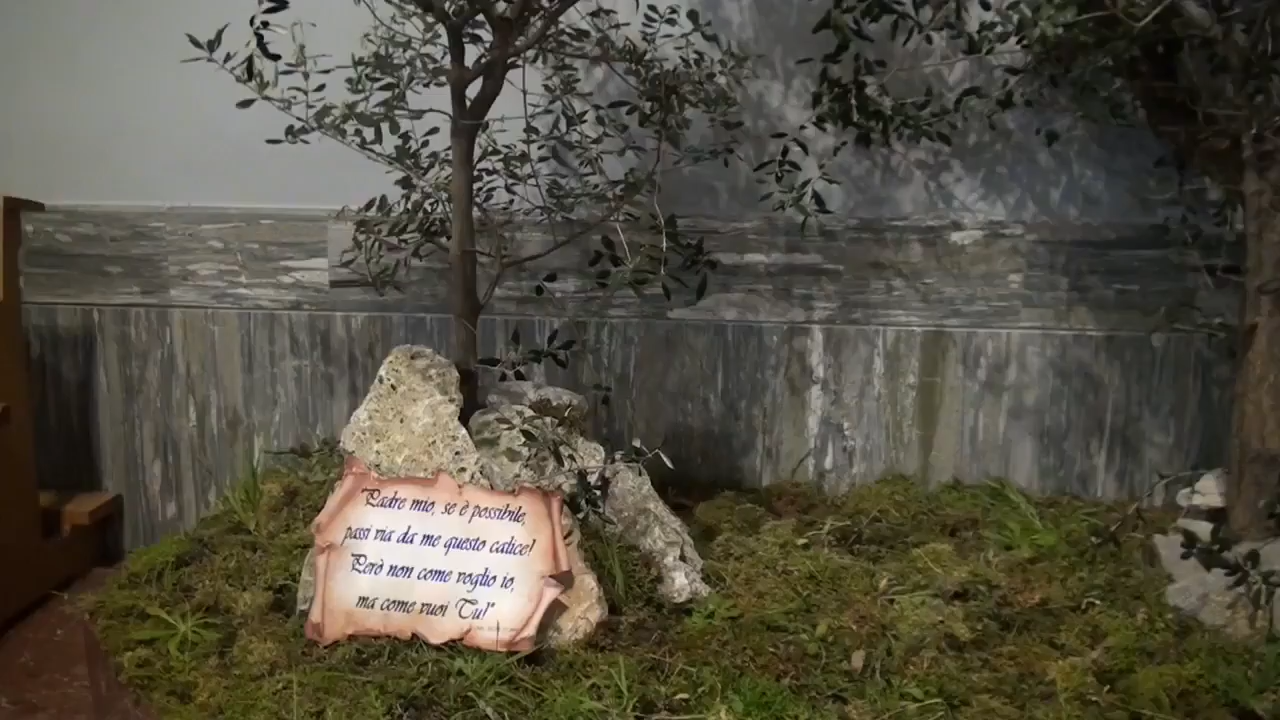 "Padre mio, se è possibile,
passi via da me questo calice!
Però non come voglio io,
ma come vuoi Tu!"